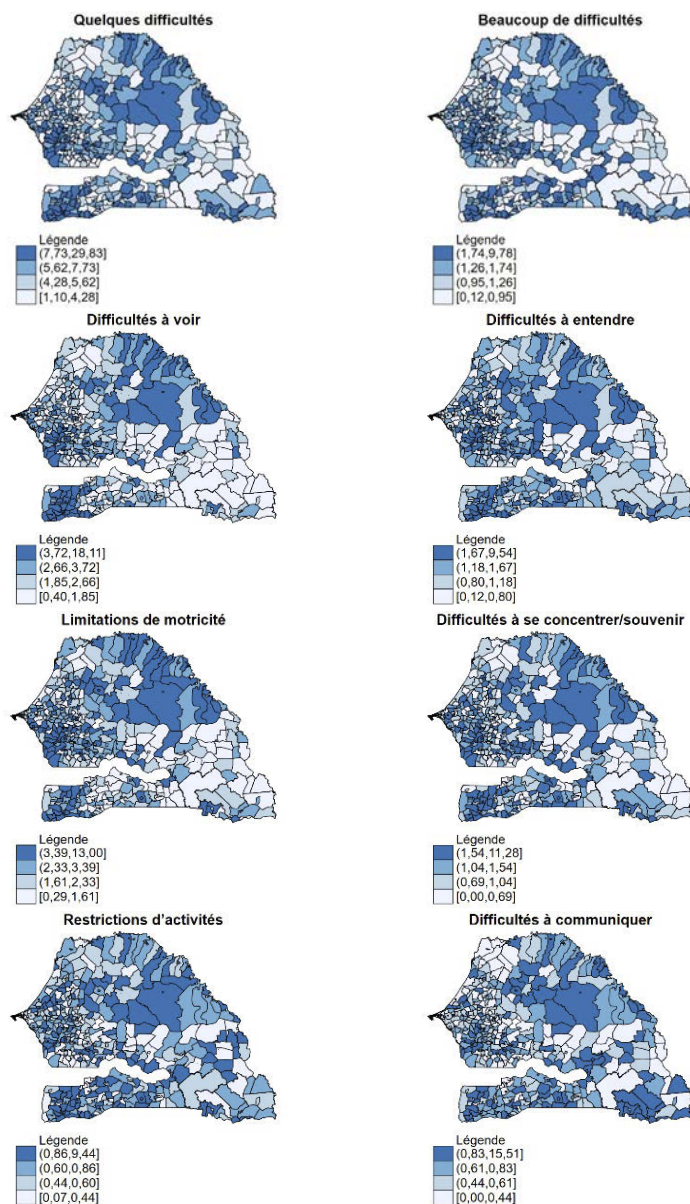 Quelques difficultés
Beaucoup de difficultés
Légende
(7,73,29,83]
(5,62,7,73]
(4,28,5,62]
[1,10,4,28]
Légende
(1,74,9,78]
(1,26,1,74]
(0,95,1,26]
[0,12,0,95]
Difficultés à voir
Difficultés à entendre
Légende
(3,72,18,11]
(2,66,3,72]
(1,85,2,66]
[0,40,1,85]
Légende
(1,67,9,54]
(1,18,1,67]
(0,80,1,18]
[0,12,0,80]
Limitations de motricité
Difficultés à se concentrer/souvenir
Légende
(3,39,13,00]
(2,33,3,39]
(1,61,2,33]
[0,29,1,61]
Légende
(1,54,11,28]
(1,04,1,54]
(0,69,1,04]
[0,00,0,69]
Restrictions d'activités
Difficultés à communiquer
Légende
(0,86,9,44]
(0,60,0,86]
(0,44,0,60]
[0,07,0,44]
Légende
(0,83,15,51]
(0,61,0,83]
(0,44,0,61]
[0,00,0,44]